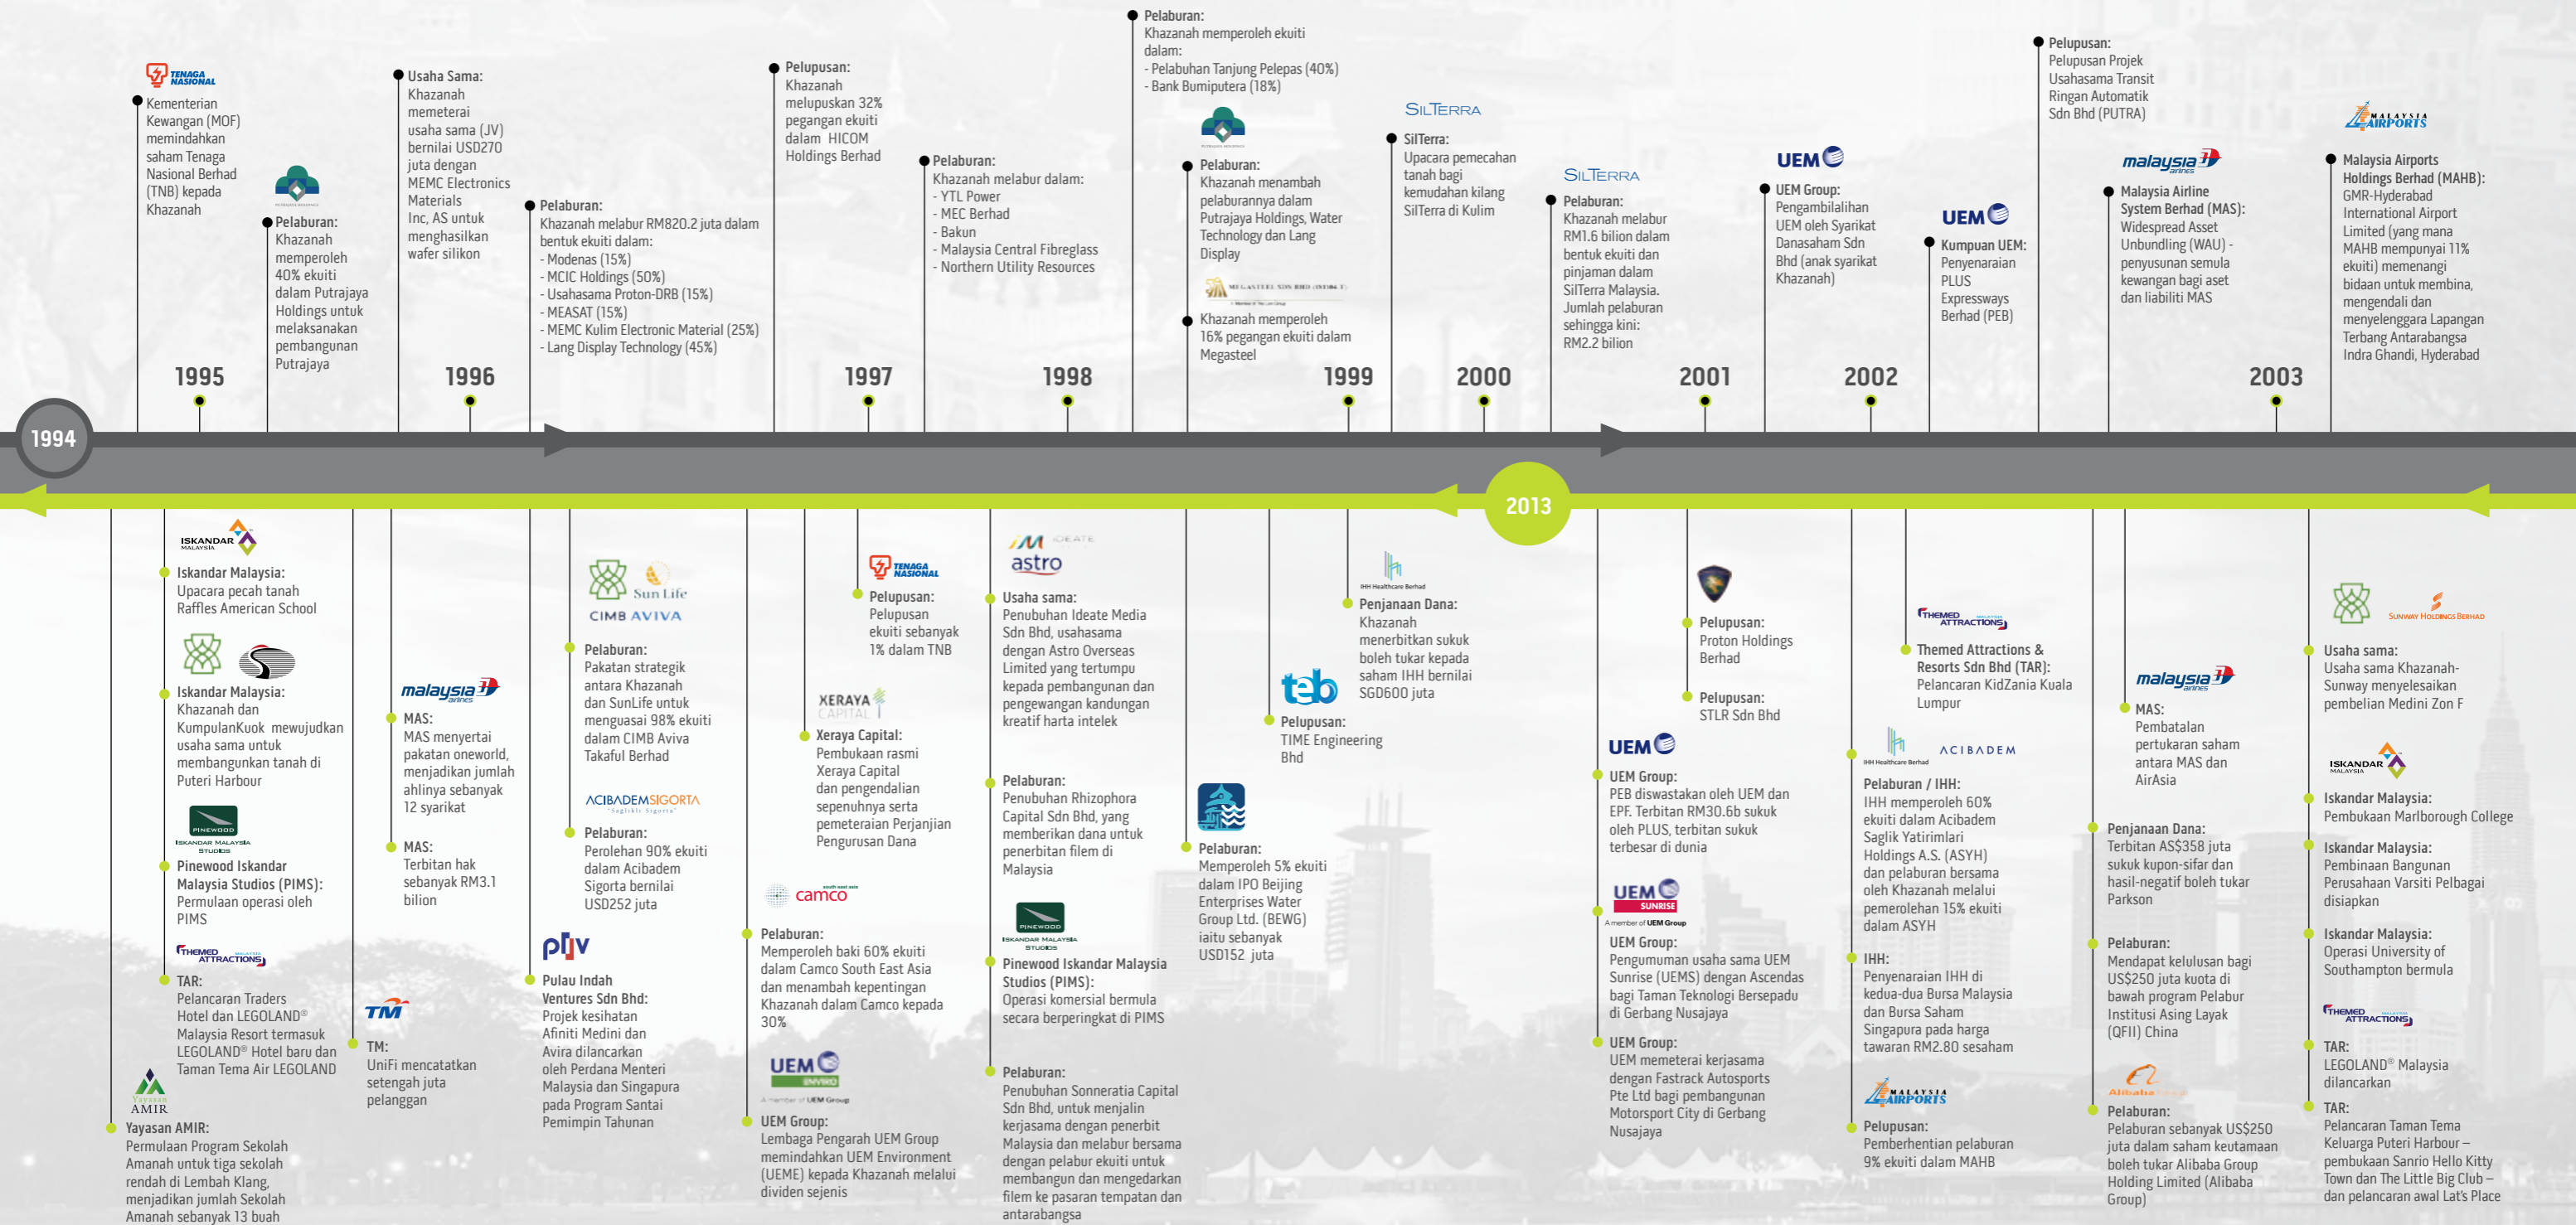 TENAGA
NASIONAL
Kementerian
Kewangan (MOF)
memindahkan
saham Tenaga
Nasional Berhad
(TNB) kepada
Khazanah
1995
PUTRAJAYA HOLDINGS
Pelaburan:
Khazanah
memperoleh
40% ekuiti
dalam Putrajaya
Holdings untuk
melaksanakan
pembangunan
Putrajaya
Usaha Sama:
Khazanah
memeterai
usaha sama (JV)
bernilai USD270
juta dengan
MEMC Electronics
Materials
Inc, AS untuk
menghasilkan
wafer silikon
1996
Pelaburan:
Khazanah melabur RM820.2 juta dalam
bentuk ekuiti dalam:
- Modenas (15%)
- MCIC Holdings (50%)
- Usahasama Proton-DRB (15%)
- MEASAT (15%)
- MEMC Kulim Electronic Material (25%)
- Lang Display Technology (45%)
Pelupusan:
Khazanah
melupuskan 32%
pegangan ekuiti
dalam HICOM
Holdings Berhad
1997
Pelaburan:
Khazanah melabur dalam:
- YTL Power
- MEC Berhad
- Bakun
- Malaysia Central Fibreglass
- Northern Utility Resources
1998
Pelaburan:
Khazanah memperoleh ekuiti
dalam:
- Pelabuhan Tanjung Pelepas (40%)
- Bank Bumiputera (18%)
PUTRAJAYA HOLDINGS
Pelaburan:
Khazanah menambah
pelaburannya dalam
Putrajaya Holdings, Water
Technology dan Lang
Display
Khazanah memperoleh
16% pegangan ekuiti dalam
Megasteel
1999
SILTERRA
SilTerra:
Upacara pemecahan
tanah bagi
kemudahan kilang
SilTerra di Kulim
2000
SILTERRA
Pelaburan:
Khazanah melabur
RM1.6 bilion dalam
bentuk ekuiti dan
pinjaman dalam
SilTerra Malaysia.
Jumlah pelaburan
sehingga kini:
RM2.2 bilion
2001
UEM
UEM Group:
Pengambilalihan
UEM oleh Syarikat
Danasaham Sdn
Bhd (anak syarikat
Khazanah)
2002
UEM
Kumpuan UEM:
Penyenaraian
PLUS
Expressways
Berhad (PEB)
Pelupusan:
Pelupusan Projek
Usahasama Transit
Ringan Automatik
Sdn Bhd (PUTRA)
malaysia
airlines
Malaysia Airline
System Berhad (MAS):
Widespread Asset
Unbundling (WAU) -
penyusunan semula
kewangan bagi aset
dan liabiliti MAS
2003
MALAYSIA
AIRPORTS
Malaysia Airports
Holdings Berhad (MAHB):
GMR-Hyderabad
International Airport
Limited (yang mana
MAHB mempunyai 11%
ekuiti) memenangi
bidaan untuk membina,
mengendali dan
menyelenggara Lapangan
Terbang Antarabangsa
Indra Ghandi, Hyderabad
1994
2013
ISKANDAR
MALAYSIA
Iskandar Malaysia:
Upacara pecah tanah
Raffles American School
Iskandar Malaysia:
Khazanah dan
KumpulanKuok mewujudkan
usaha sama untuk
membangunkan tanah di
Puteri Harbour
PINEWOOD
ISKANDAR MALAYSIA
STUDIOS
Pinewood Iskandar
Malaysia Studios (PIMS):
Permulaan operasi oleh
PIMS
THEMED
ATTRACTIONS
MALAYSIA
TAR:
Pelancaran Traders
Hotel dan LEGOLAND®
Malaysia Resort termasuk
LEGOLAND® Hotel baru dan
Taman Tema Air LEGOLAND
Yayasan
AMIR
Yayasan AMIR:
Permulaan Program Sekolah
Amanah untuk tiga sekolah
rendah di Lembah Klang,
menjadikan jumlah Sekolah
Amanah sebanyak 13 buah
malaysia
airlines
MAS:
MAS menyertai
pakatan oneworld,
menjadikan jumlah
ahlinya sebanyak
12 syarikat
MAS:
Terbitan hak
sebanyak RM3.1
bilion
TM
TM:
UniFi mencatatkan
setengah juta
pelanggan
Sun Life
CIMB AVIVA
Pelaburan:
Pakatan strategik
antara Khazanah
dan SunLife untuk
menguasai 98% ekuiti
dalam CIMB Aviva
Takaful Berhad
ACIBADEMSIGORTA
"Sağlıklı Sigorta"
Pelaburan:
Perolehan 90% ekuiti
dalam Acibadem
Sigorta bernilai
USD252 juta
Pulau Indah
Ventures Sdn Bhd:
Projek kesihatan
Afiniti Medini dan
Avira dilancarkan
oleh Perdana Menteri
Malaysia dan Singapura
pada Program Santai
Pemimpin Tahunan
TENAGA
NASIONAL
Pelupusan:
Pelupusan
ekuiti sebanyak
1% dalam TNB
XERAYA
CAPITAL
Xeraya Capital:
Pembukaan rasmi
Xeraya Capital
dan pengendalian
sepenuhnya serta
pemeteraian Perjanjian
Pengurusan Dana
south east asia
camco
Pelaburan:
Memperoleh baki 60% ekuiti
dalam Camco South East Asia
dan menambah kepentingan
Khazanah dalam Camco kepada
30%
UEM
ENVIRO
A member of UEM Group
UEM Group:
Lembaga Pengarah UEM Group
memindahkan UEM Environment
(UEME) kepada Khazanah melalui
dividen sejenis
IDEATE
astro
Usaha sama:
Penubuhan Ideate Media
Sdn Bhd, usahasama
dengan Astro Overseas
Limited yang tertumpu
kepada pembangunan dan
pengewangan kandungan
kreatif harta intelek
Pelaburan:
Penubuhan Rhizophora
Capital Sdn Bhd, yang
memberikan dana untuk
penerbitan filem di
Malaysia
PINEWOOD
ISKANDAR MALAYSIA
STUDIOS
Pinewood Iskandar Malaysia
Studios (PIMS):
Operasi komersial bermula
secara berperingkat di PIMS
Pelaburan:
Penubuhan Sonneratia Capital
Sdn Bhd, untuk menjalin
kerjasama dengan penerbit
Malaysia dan melabur bersama
dengan pelabur ekuiti untuk
membangun dan mengedarkan
filem ke pasaran tempatan dan
antarabangsa
IHH Healthcare Berhad
Penjanaan Dana:
Khazanah
menerbitkan sukuk
boleh tukar kepada
saham IHH bernilai
SGD600 juta
teb
Pelupusan:
TIME Engineering
Bhd
Pelaburan:
Memperoleh 5% ekuiti
dalam IPO Beijing
Enterprises Water
Group Ltd. (BEWG)
iaitu sebanyak
USD152 juta
Pelupusan:
Proton Holdings
Berhad
Pelupusan:
STLR Sdn Bhd
UEM
UEM Group:
PEB diswastakan oleh UEM dan
EPF. Terbitan RM30.6b sukuk
oleh PLUS, terbitan sukuk
terbesar di dunia
UEM
SUNRISE
A member of UEM Group
UEM Group:
Pengumuman usaha sama UEM
Sunrise (UEMS) dengan Ascendas
bagi Taman Teknologi Bersepadu
di Gerbang Nusajaya
UEM Group:
UEM memeterai kerjasama
dengan Fastrack Autosports
Pte Ltd bagi pembangunan
Motorsport City di Gerbang
Nusajaya
THEMED
ATTRACTIONS
MALAYSIA
Themed Attractions &
Resorts Sdn Bhd (TAR):
Pelancaran KidZania Kuala
Lumpur
IHH Healthcare Berhad
ACIBADEM
Pelaburan / IHH:
IHH memperoleh 60%
ekuiti dalam Acibadem
Saglik Yatirimlari
Holdings A.S. (ASYH)
dan pelaburan bersama
oleh Khazanah melalui
pemerolehan 15% ekuiti
dalam ASYH
IHH:
Penyenaraian IHH di
kedua-dua Bursa Malaysia
dan Bursa Saham
Singapura pada harga
tawaran RM2.80 sesaham
MALAYSIA
AIRPORTS
Pelupusan:
Pemberhentian pelaburan
9% ekuiti dalam MAHB
malaysia
airlines
MAS:
Pembatalan
pertukaran saham
antara MAS dan
AirAsia
Penjanaan Dana:
Terbitan AS$358 juta
sukuk kupon-sifar dan
hasil-negatif boleh tukar
Parkson
Pelaburan:
Mendapat kelulusan bagi
US$250 juta kuota di
bawah program Pelabur
Institusi Asing Layak
(QFII) China
Alibaba
Pelaburan:
Pelaburan sebanyak US$250
juta dalam saham keutamaan
boleh tukar Alibaba Group
Holding Limited (Alibaba
Group)
SUNWAY HOLDINGS BERHAD
Usaha sama:
Usaha sama Khazanah-
Sunway menyelesaikan
pembelian Medini Zon F
ISKANDAR
MALAYSIA
Iskandar Malaysia:
Pembukaan Marlborough College
Iskandar Malaysia:
Pembinaan Bangunan
Perusahaan Varsiti Pelbagai
disiapkan
Iskandar Malaysia:
Operasi University of
Southampton bermula
THEMED
ATTRACTIONS
MALAYSIA
TAR:
LEGOLAND® Malaysia
dilancarkan
TAR:
Pelancaran Taman Tema
Keluarga Puteri Harbour –
pembukaan Sanrio Hello Kitty
Town dan The Little Big Club –
dan pelancaran awal Lat's Place